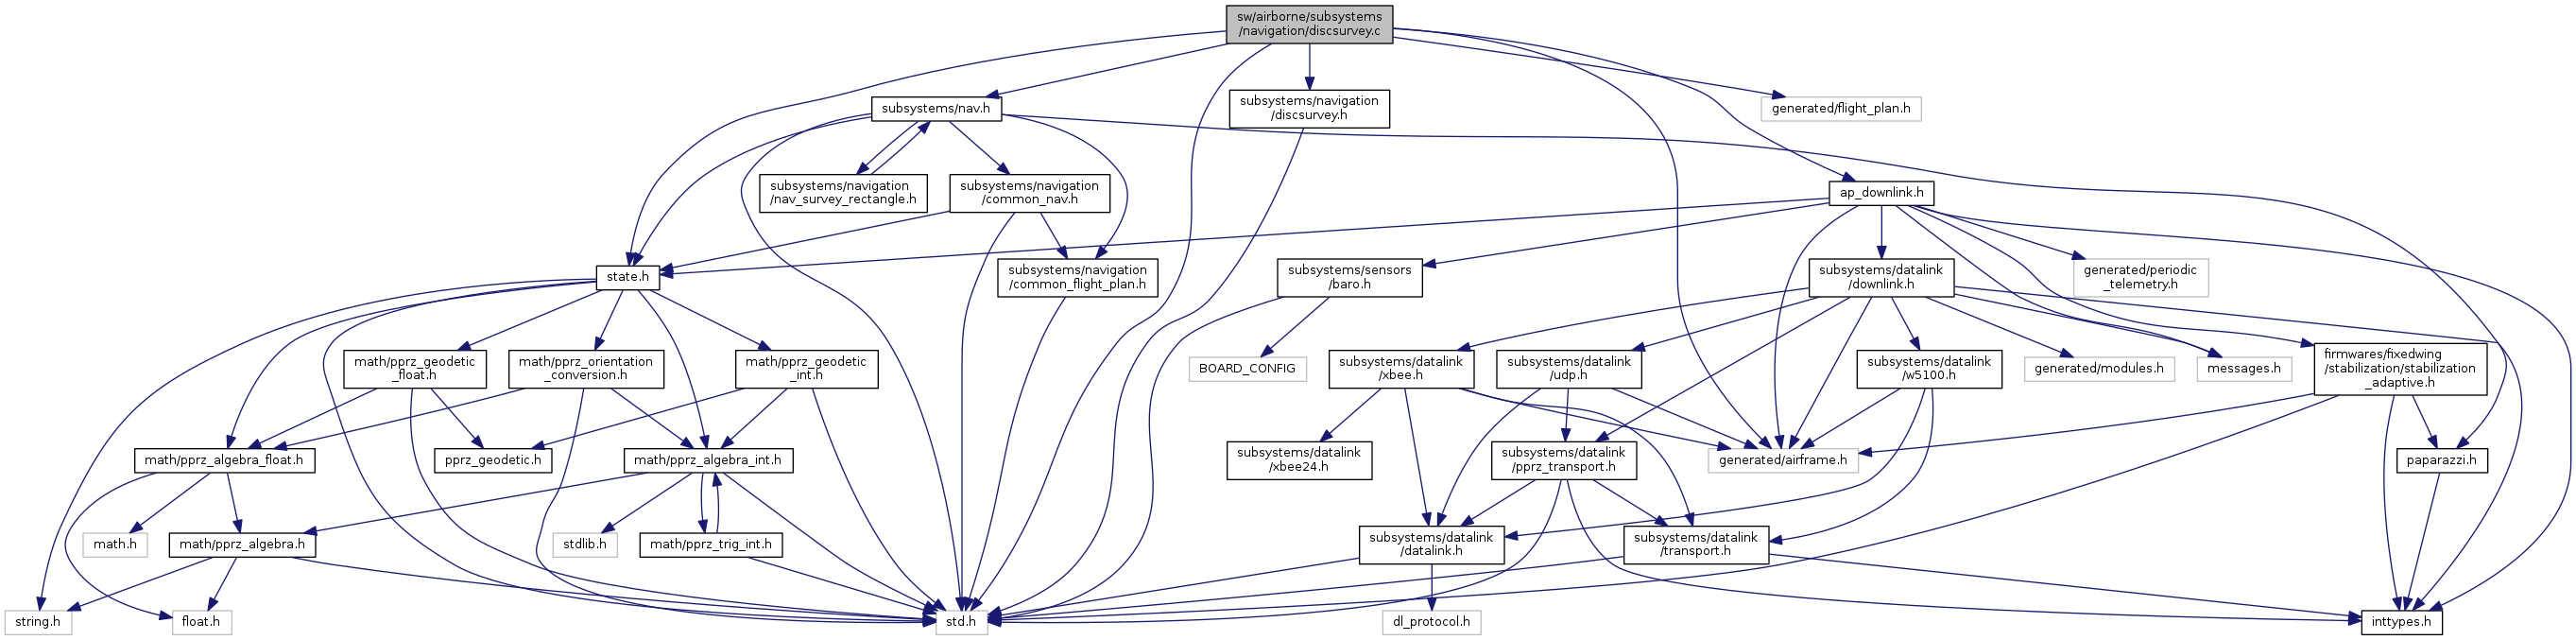 sw/airborne/subsystems
/navigation/discsurvey.c
subsystems/nav.h
subsystems/navigation
/discsurvey.h
generated/flight_plan.h
subsystems/navigation
/nav_survey_rectangle.h
subsystems/navigation
/common_nav.h
ap_downlink.h
state.h
subsystems/navigation
/common_flight_plan.h
subsystems/sensors
/baro.h
subsystems/datalink
/downlink.h
generated/periodic
_telemetry.h
math/pprz_geodetic
_float.h
math/pprz_orientation
_conversion.h
math/pprz_geodetic
_int.h
BOARD_CONFIG
subsystems/datalink
/xbee.h
subsystems/datalink
/udp.h
subsystems/datalink
/w5100.h
generated/modules.h
messages.h
firmwares/fixedwing
/stabilization/stabilization
_adaptive.h
math/pprz_algebra_float.h
pprz_geodetic.h
math/pprz_algebra_int.h
subsystems/datalink
/xbee24.h
subsystems/datalink
/pprz_transport.h
generated/airframe.h
paparazzi.h
math.h
math/pprz_algebra.h
stdlib.h
math/pprz_trig_int.h
subsystems/datalink
/datalink.h
subsystems/datalink
/transport.h
string.h
float.h
std.h
dl_protocol.h
inttypes.h